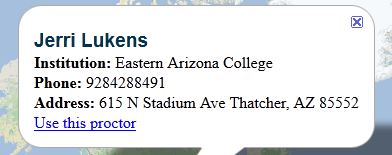 Jerri Lukens
Institution: Eastern Arizona College
Phone: 9284288491
Address: 615 N Stadium Ave Thatcher, AZ 85552
Use this proctor